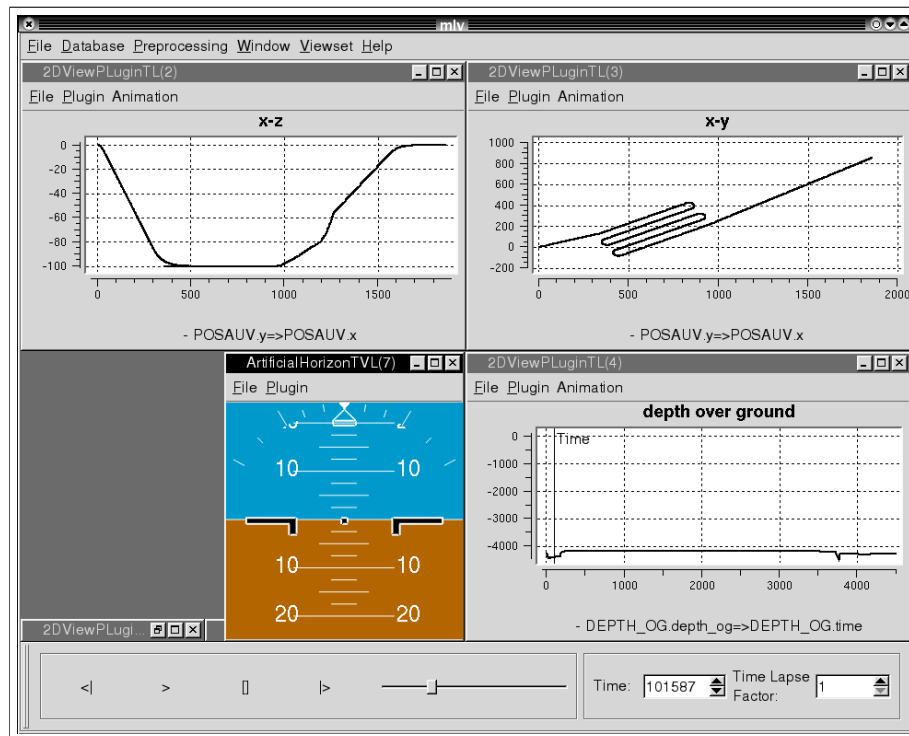 mlv
File Database Preprocessing Window Viewset Help
2DViewPLuginTL(2)
File Plugin Animation
x-z
0
-20
-40
-60
-80
-100
0 500 1000 1500
- POSAUV.y=>POSAUV.x
2DViewPLuginTL(3)
File Plugin Animation
x-y
1000
800
600
400
200
0
-200
0 500 1000 1500 2000
- POSAUV.y=>POSAUV.x
ArtificialHorizonTVL(7)
File Plugin
10 10
10 10
20 20
2DViewPLuginTL(4)
File Plugin Animation
depth over ground
Time
0
-1000
-2000
-3000
-4000
0 1000 2000 3000 4000
- DEPTH_OG.depth_og=>DEPTH_OG.time
2DViewPLugi...
<| > [] |>
Time: 101587
Time Lapse Factor: 1